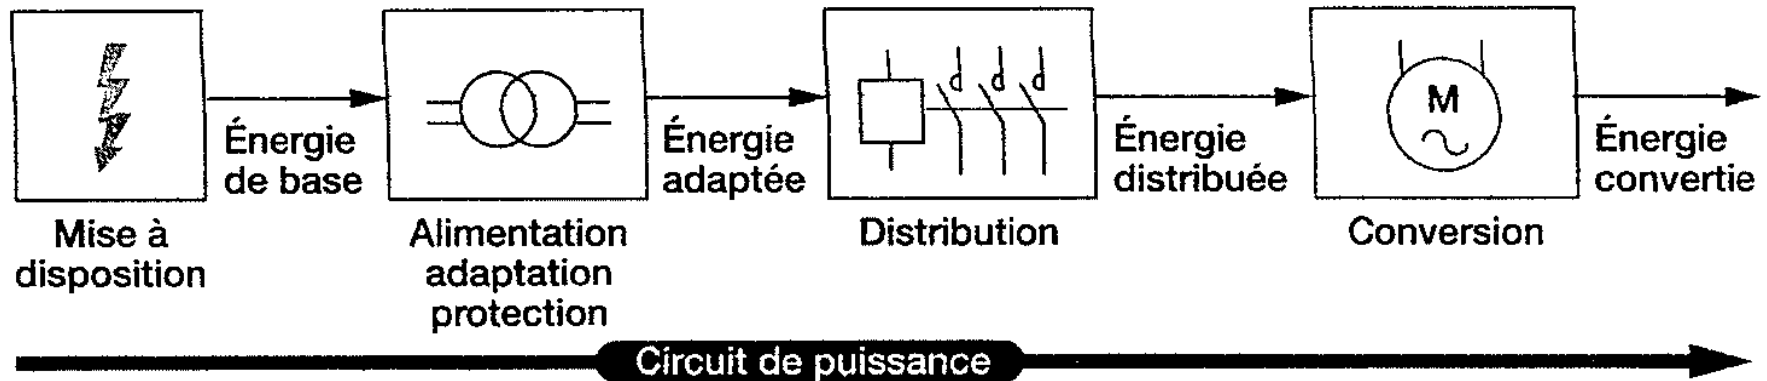 M
Énergie
de base
Énergie
adaptée
Énergie
distribuée
Énergie
convertie
Mise à
disposition
Alimentation
adaptation
protection
Distribution
Conversion
Circuit de puissance